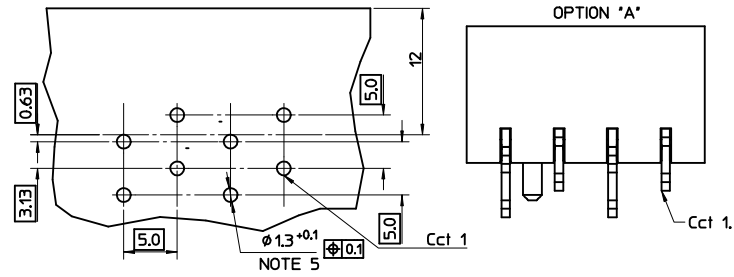 OPTION "A"
12
0.63
5.0
3.13
5.0
5.0
Ø1.3 +0.1
⌖ 0.1
NOTE 5
Cct 1
Cct 1.